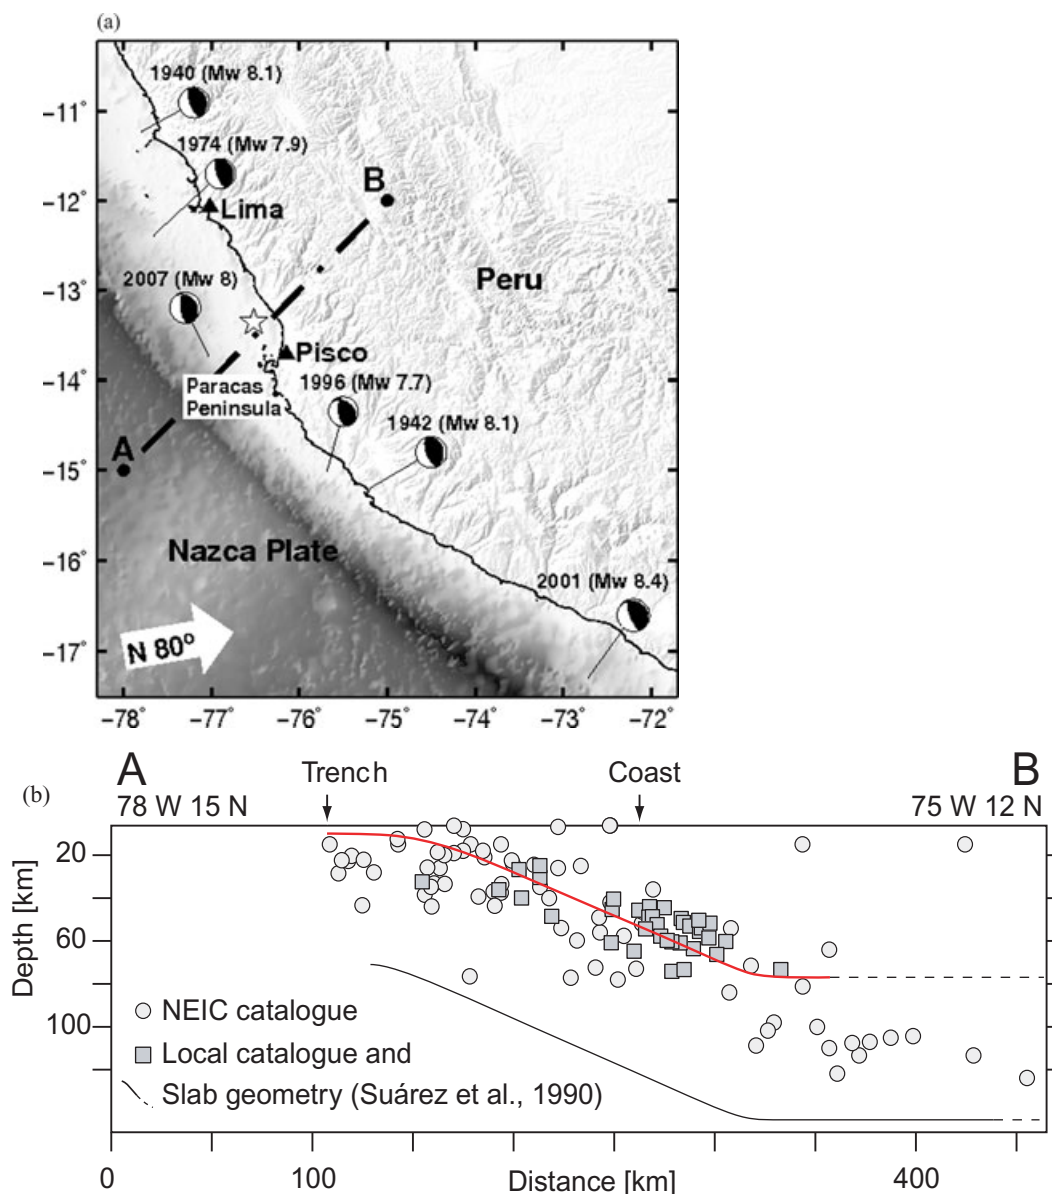 (a)
1940 (Mw 8.1)
1974 (Mw 7.9)
B
Lima
Peru
2007 (Mw 8)
Pisco
Paracas
Peninsula
1996 (Mw 7.7)
1942 (Mw 8.1)
A
Nazca Plate
2001 (Mw 8.4)
N 80°
−11°
−12°
−13°
−14°
−15°
−16°
−17°
−78° −77° −76° −75° −74° −73° −72°
(b)
A Trench Coast B
78 W 15 N 75 W 12 N
Depth [km]
20
60
100
NEIC catalogue
Local catalogue and
Slab geometry (Suárez et al., 1990)
0 100 Distance [km] 400